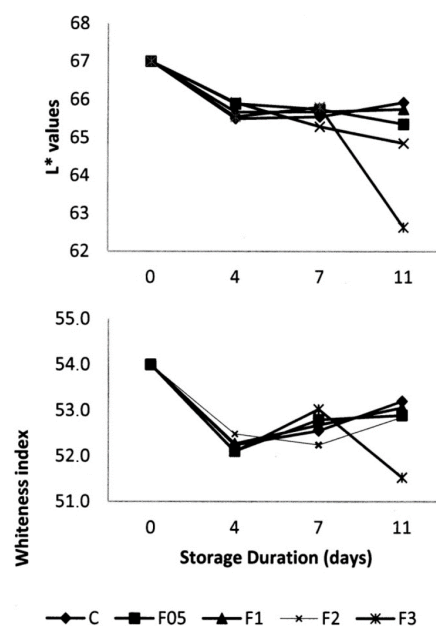 68
67
66
65
64
63
62
L* values
0 4 7 11
55.0
54.0
53.0
52.0
51.0
Whiteness index
0 4 7 11
Storage Duration (days)
C F05 F1 F2 F3